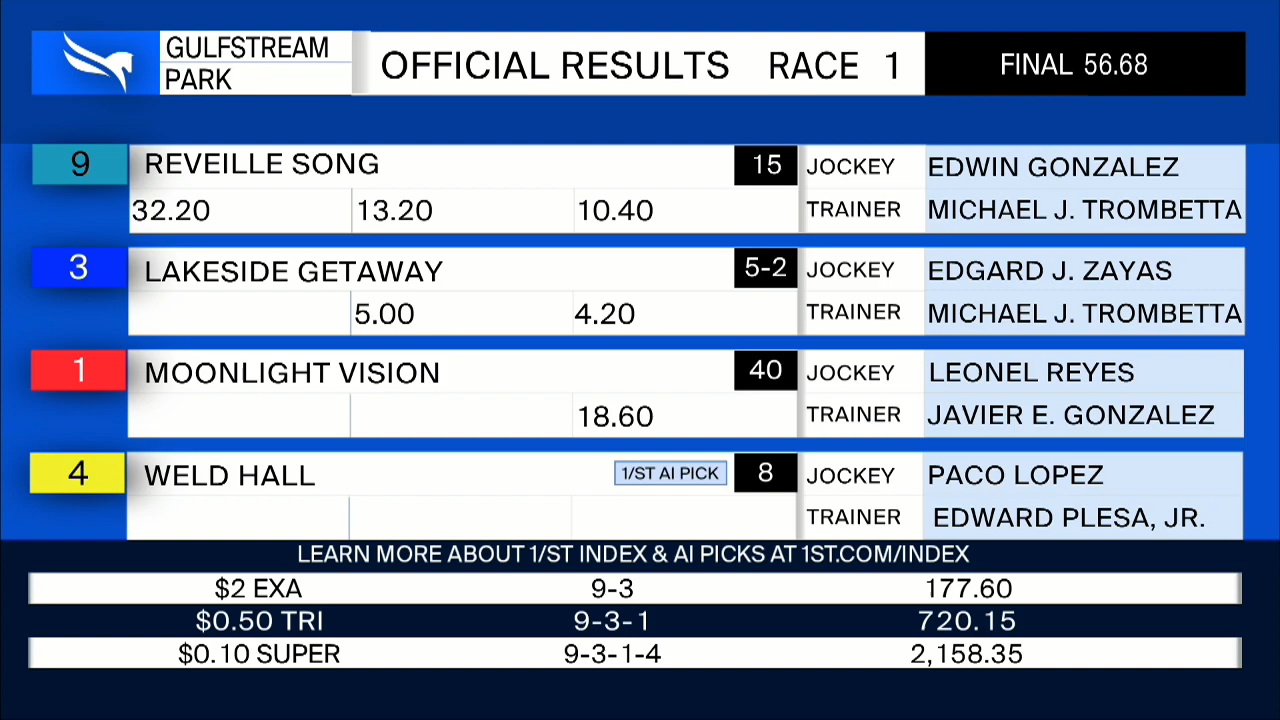 GULFSTREAM
PARK
OFFICIAL RESULTS RACE 1
FINAL 56.68
9 REVEILLE SONG 15 JOCKEY EDWIN GONZALEZ
32.20 13.20 10.40 TRAINER MICHAEL J. TROMBETTA
3 LAKESIDE GETAWAY 5-2 JOCKEY EDGARD J. ZAYAS
5.00 4.20 TRAINER MICHAEL J. TROMBETTA
1 MOONLIGHT VISION 40 JOCKEY LEONEL REYES
18.60 TRAINER JAVIER E. GONZALEZ
4 WELD HALL 1/ST AI PICK 8 JOCKEY PACO LOPEZ
TRAINER EDWARD PLESA, JR.
LEARN MORE ABOUT 1/ST INDEX & AI PICKS AT 1ST.COM/INDEX
$2 EXA 9-3 177.60
$0.50 TRI 9-3-1 720.15
$0.10 SUPER 9-3-1-4 2,158.35